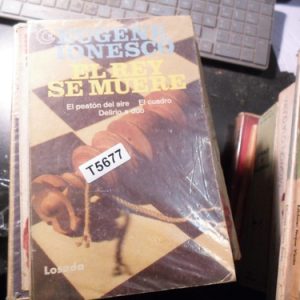 EUGENE
IONESCO
EL REY
SE MUERE
El peatón del aire El cuadro
Delirio a dúo
T5677
Losada